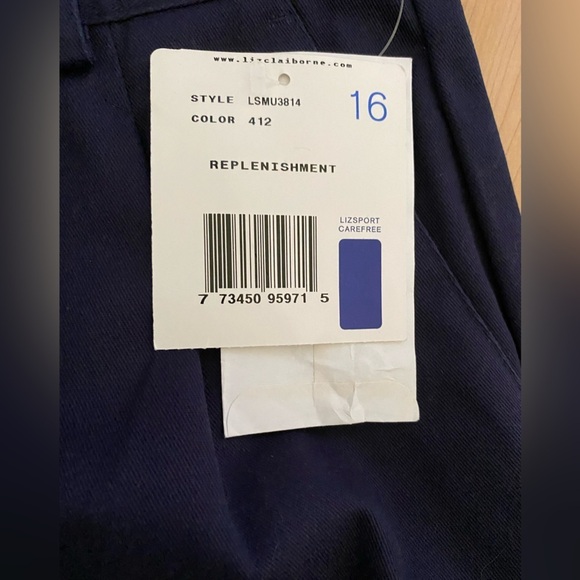 www.lizclaiborne.com
STYLE LSMU3814
COLOR 412
16
REPLENISHMENT
LIZSPORT
CAREFREE
7 73450 95971 5